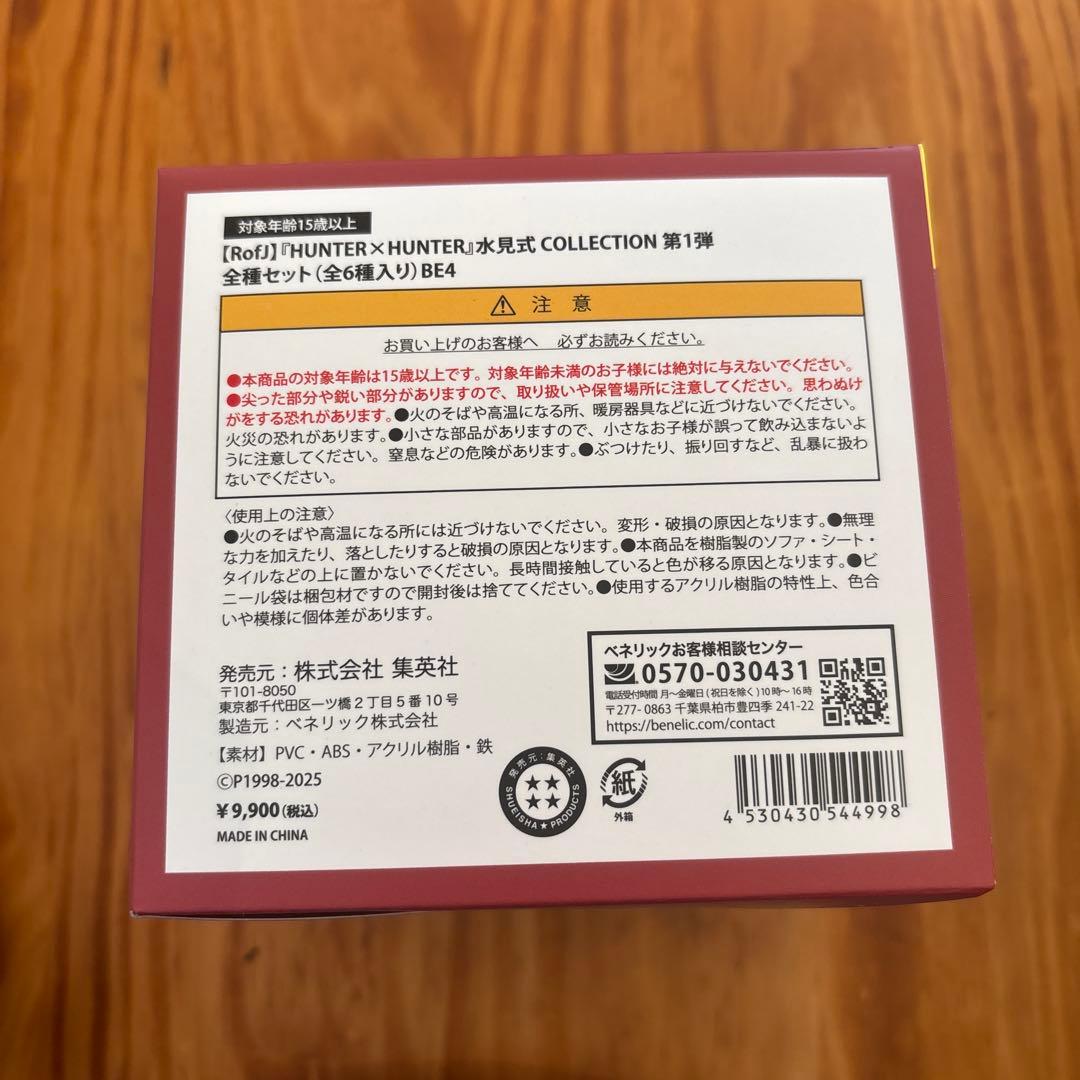 対象年齢15歳以上
【RofJ】『HUNTER×HUNTER』水見式 COLLECTION 第1弾
全種セット(全6種入り)BE4
注 意
お買い上げのお客様へ 必ずお読みください。
●本商品の対象年齢は15歳以上です。対象年齢未満のお子様には絶対に与えないでください。
●尖った部分や鋭い部分がありますので、取り扱いや保管場所に注意してください。思わぬけ
がをする恐れがあります。●火のそばや高温になる所、暖房器具などに近づけないでください。
火災の恐れがあります。●小さな部品がありますので、小さなお子様が誤って飲み込まないよ
うに注意してください。窒息などの危険があります。●ぶつけたり、振り回すなど、乱暴に扱わ
ないでください。
〈使用上の注意〉
●火のそばや高温になる所には近づけないでください。変形・破損の原因となります。●無理
な力を加えたり、落としたりすると破損の原因となります。●本商品を樹脂製のソファ・シート・
タイルなどの上に置かないでください。長時間接触していると色が移る原因となります。●ビ
ニール袋は梱包材ですので開封後は捨ててください。●使用するアクリル樹脂の特性上、色合
いや模様に個体差があります。
発売元:株式会社 集英社
〒101-8050
東京都千代田区一ツ橋2丁目5番10号
製造元:ベネリック株式会社
【素材】PVC・ABS・アクリル樹脂・鉄
©P1998-2025
¥9,900(税込)
MADE IN CHINA
ベネリックお客様相談センター
0570-030431
電話受付時間 月～金曜日(祝日を除く)10時～16時
〒277-0863 千葉県柏市豊四季 241-22
https://benelic.com/contact
発売元:集英社
SHUEISHA★PRODUCTS
紙
外箱
4 530430 544998